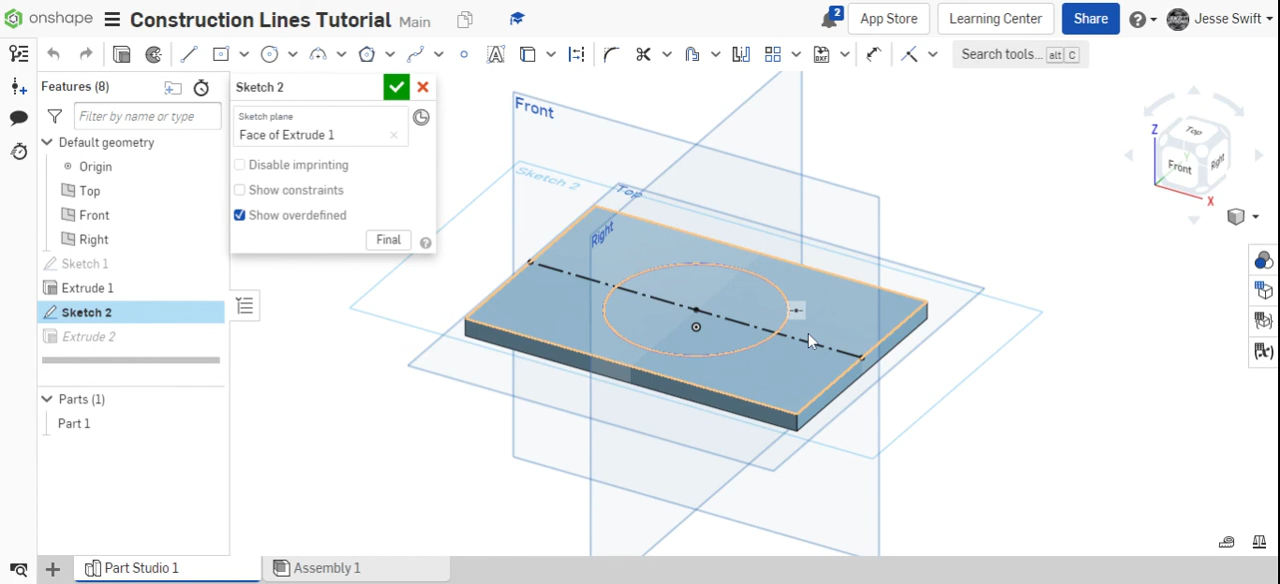 onshape Construction Lines Tutorial Main 2 App Store Learning Center Share Jesse Swift
Search tools... alt C
Features (8)
Filter by name or type
Default geometry
Origin
Top
Front
Right
Sketch 1
Extrude 1
Sketch 2
Extrude 2
Parts (1)
Part 1
Sketch 2
Sketch plane
Face of Extrude 1
Disable imprinting
Show constraints
Show overdefined
Final
Front
Sketch 2
Top
Right
Top
Z
Front
Right
Y
X
Part Studio 1
Assembly 1